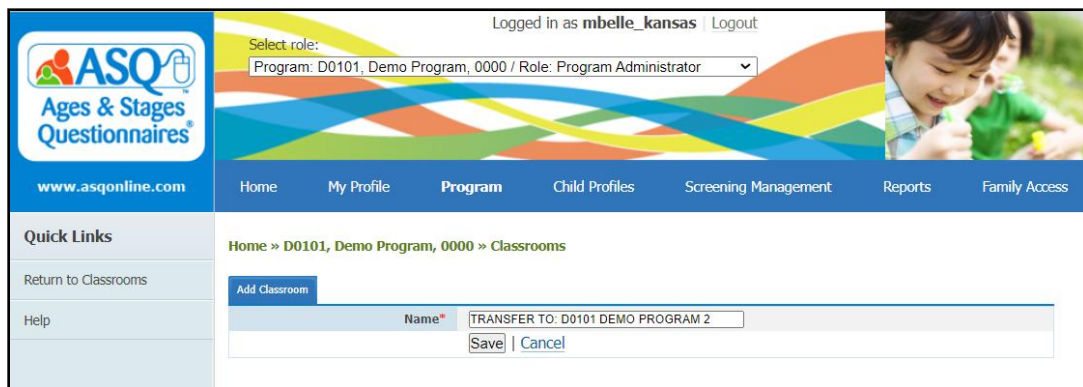 Logged in as mbelle_kansas | Logout
Select role:
Program: D0101, Demo Program, 0000 / Role: Program Administrator
ASQ™
Ages & Stages
Questionnaires®
www.asqonline.com
Home My Profile Program Child Profiles Screening Management Reports Family Access
Quick Links
Return to Classrooms
Help
Home » D0101, Demo Program, 0000 » Classrooms
Add Classroom
Name* TRANSFER TO: D0101 DEMO PROGRAM 2
Save | Cancel